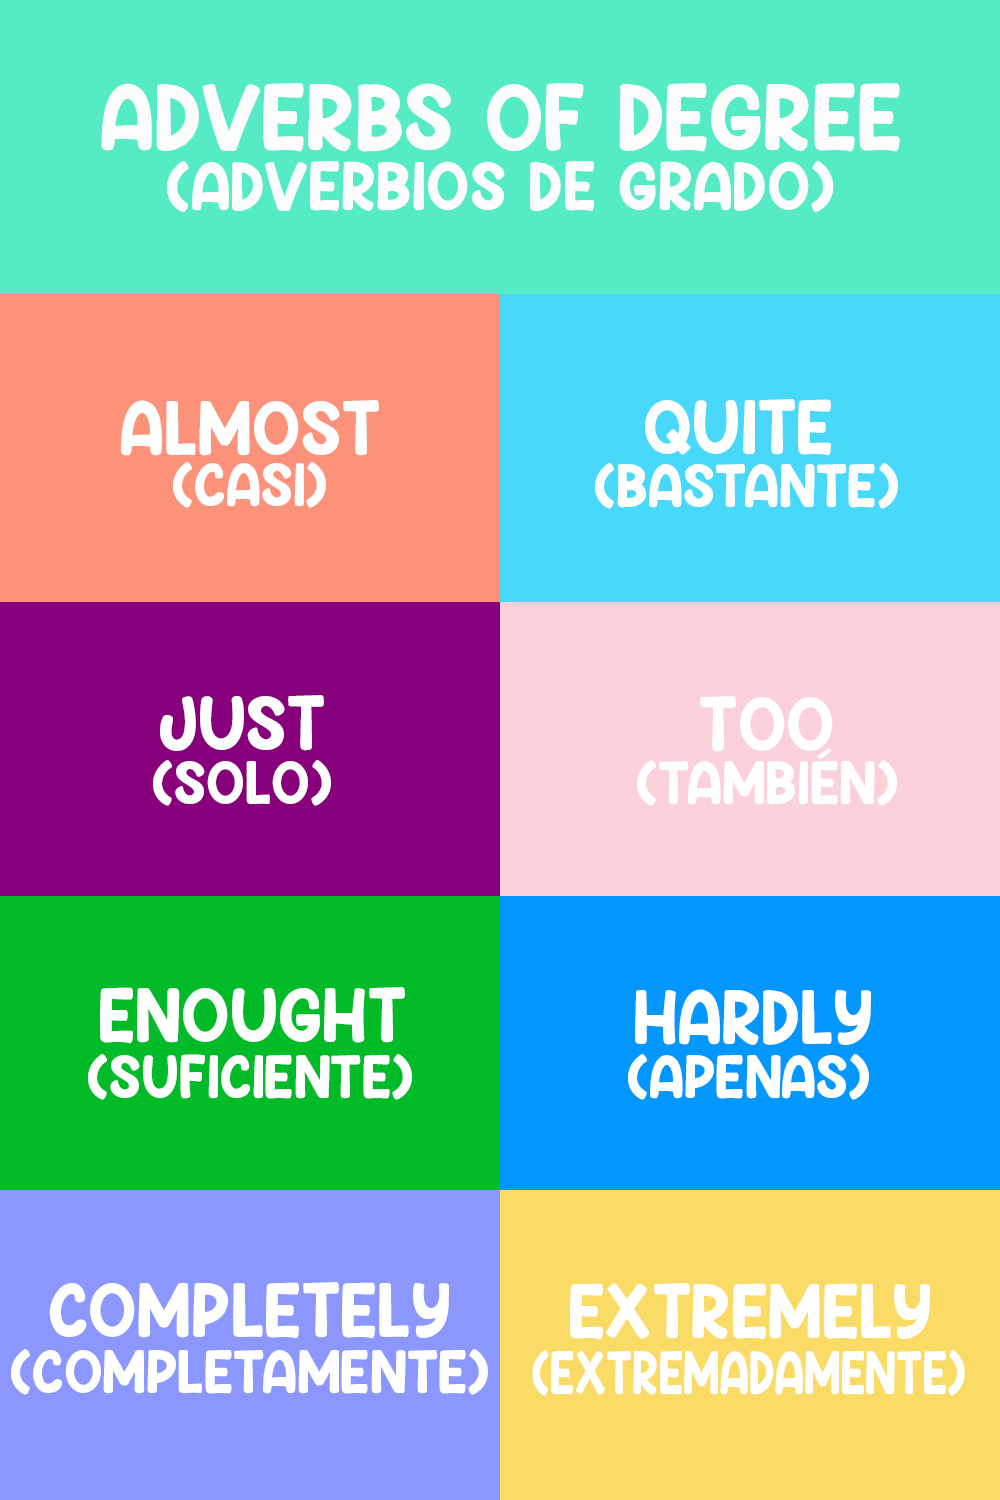 ADVERBS OF DEGREE
(ADVERBIOS DE GRADO)
ALMOST
(CASI)
QUITE
(BASTANTE)
JUST
(SOLO)
TOO
(TAMBIÉN)
ENOUGHT
(SUFICIENTE)
HARDLY
(APENAS)
COMPLETELY
(COMPLETAMENTE)
EXTREMELY
(EXTREMADAMENTE)